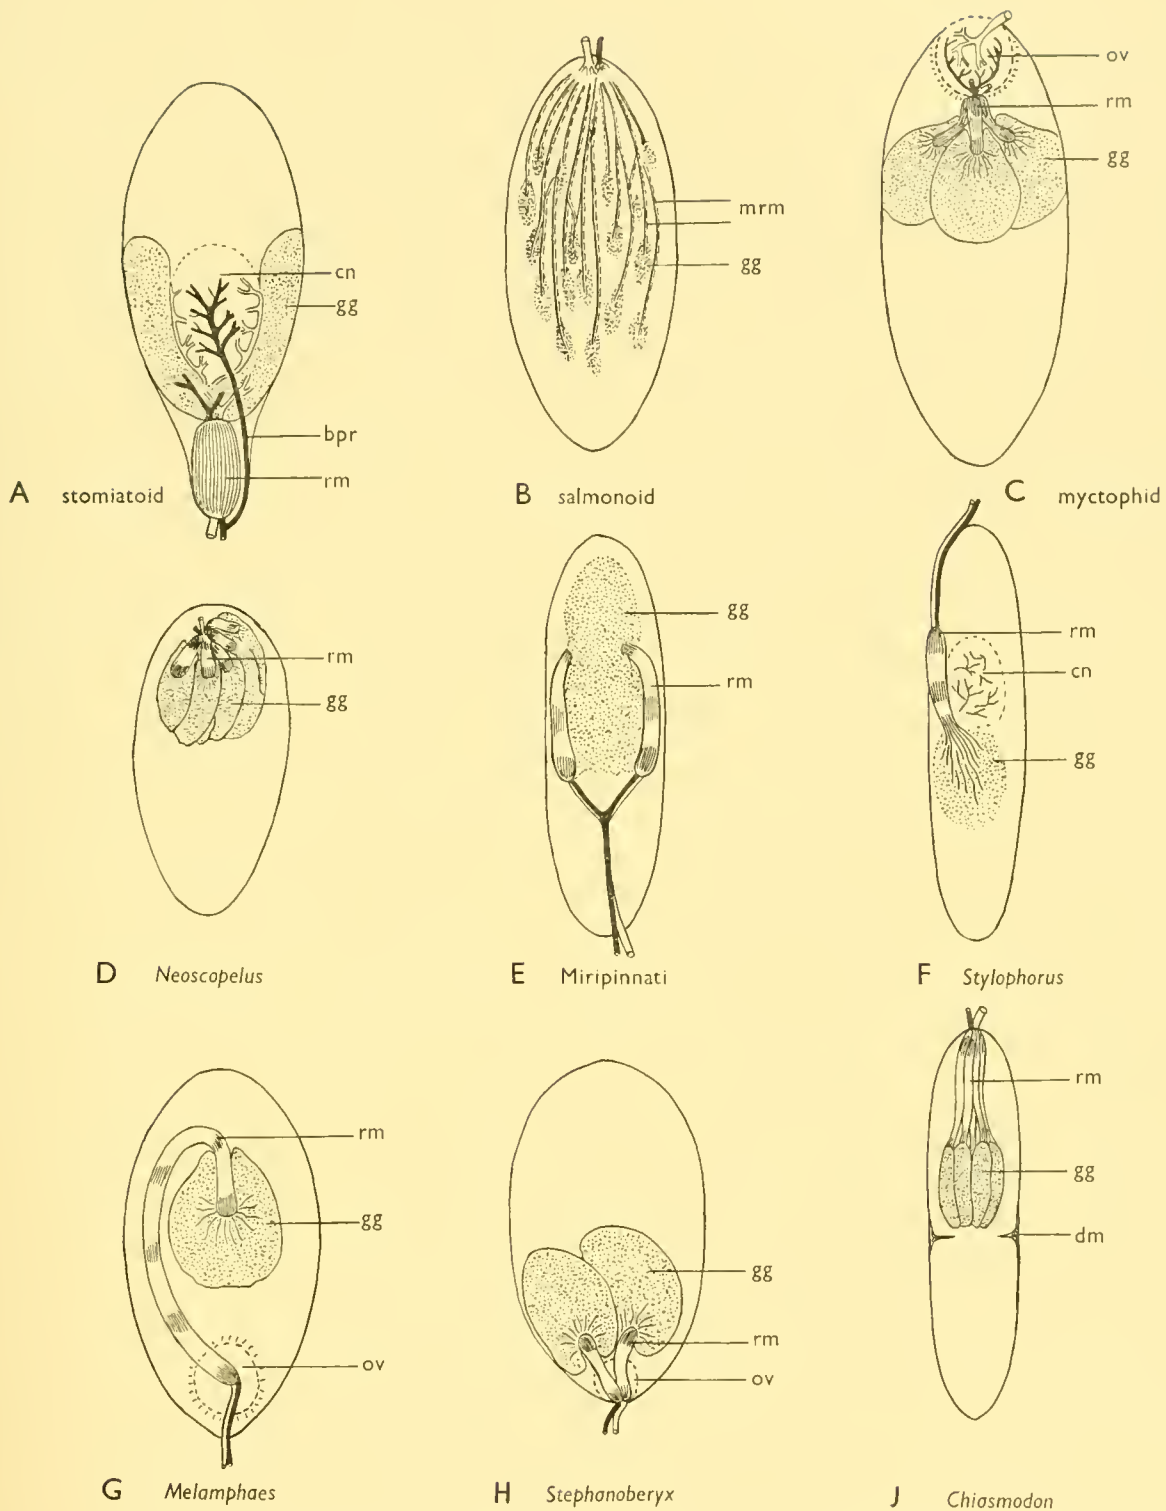 cn
gg
bpr
rm
A stomiatoid
mrm
gg
B salmonoid
ov
rm
gg
C myctophid
rm
gg
D Neoscopelus
gg
rm
E Miripinnati
rm
cn
gg
F Stylophorus
rm
gg
ov
G Melamphaes
gg
rm
ov
H Stephanoberyx
rm
gg
dm
J Chiasmodon